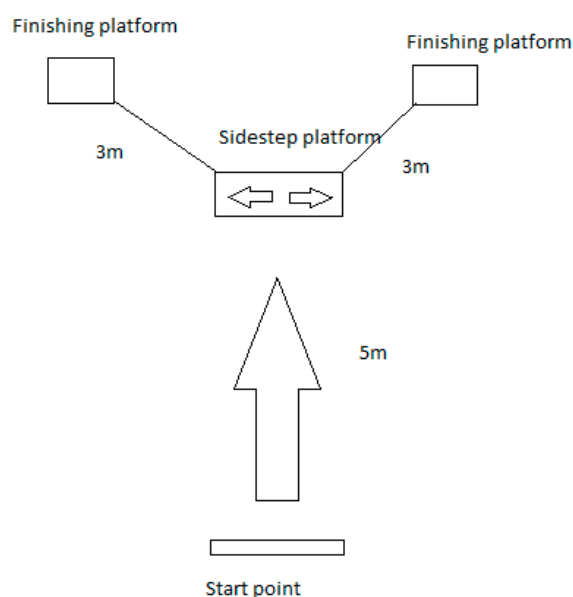 Finishing platform
Finishing platform
Sidestep platform
3m
3m
5m
Start point